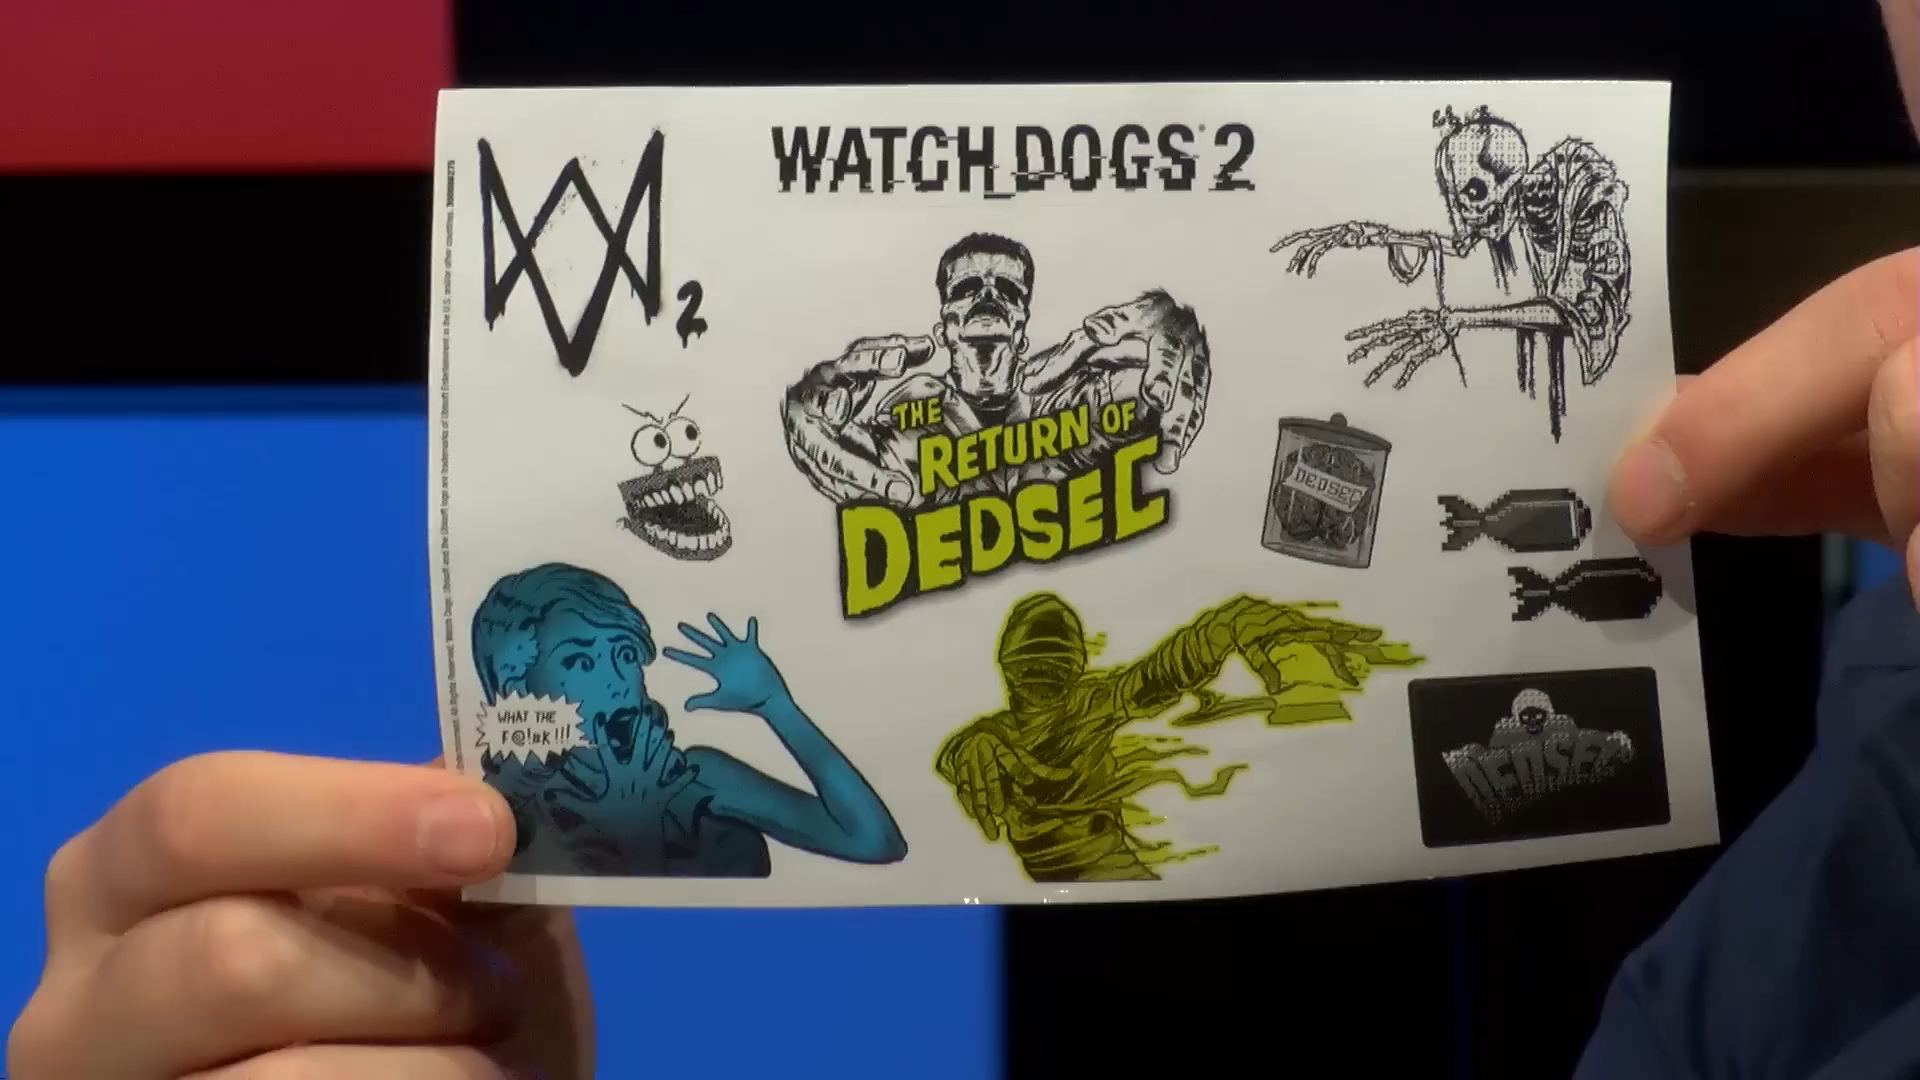 WATCH_DOGS® 2
2
THE
RETURN OF
DEDSEC
DEDSEC
WHAT THE
F@!#K!!!
DEDSEC